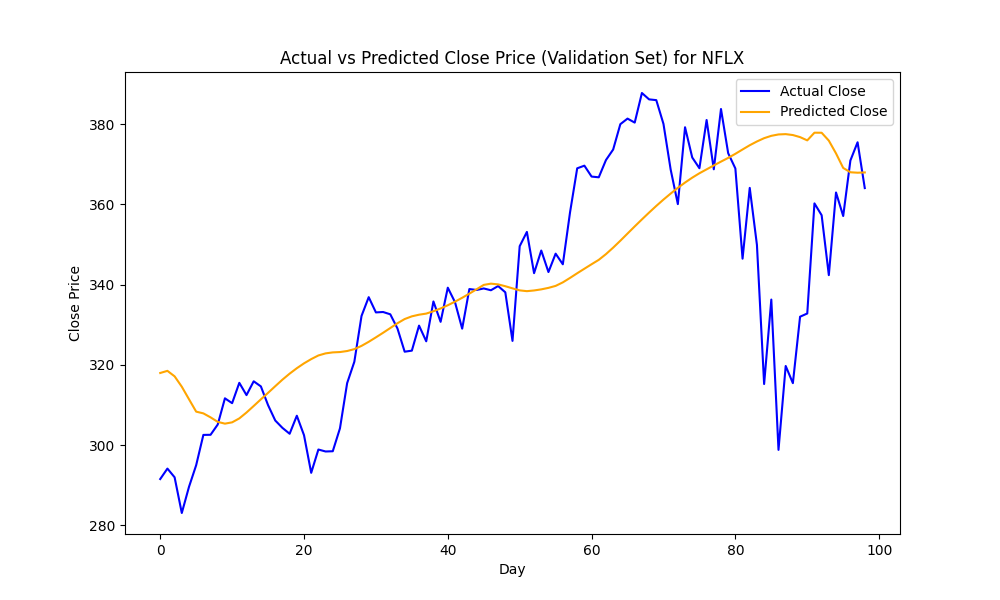 Actual vs Predicted Close Price (Validation Set) for NFLX
Actual Close
Predicted Close
Close Price
380
360
340
320
300
280
0 20 40 60 80 100
Day